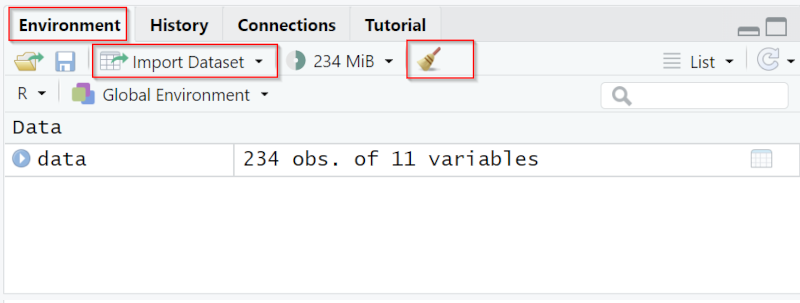 Environment History Connections Tutorial
Import Dataset 234 MiB List
R Global Environment
Data
data 234 obs. of 11 variables